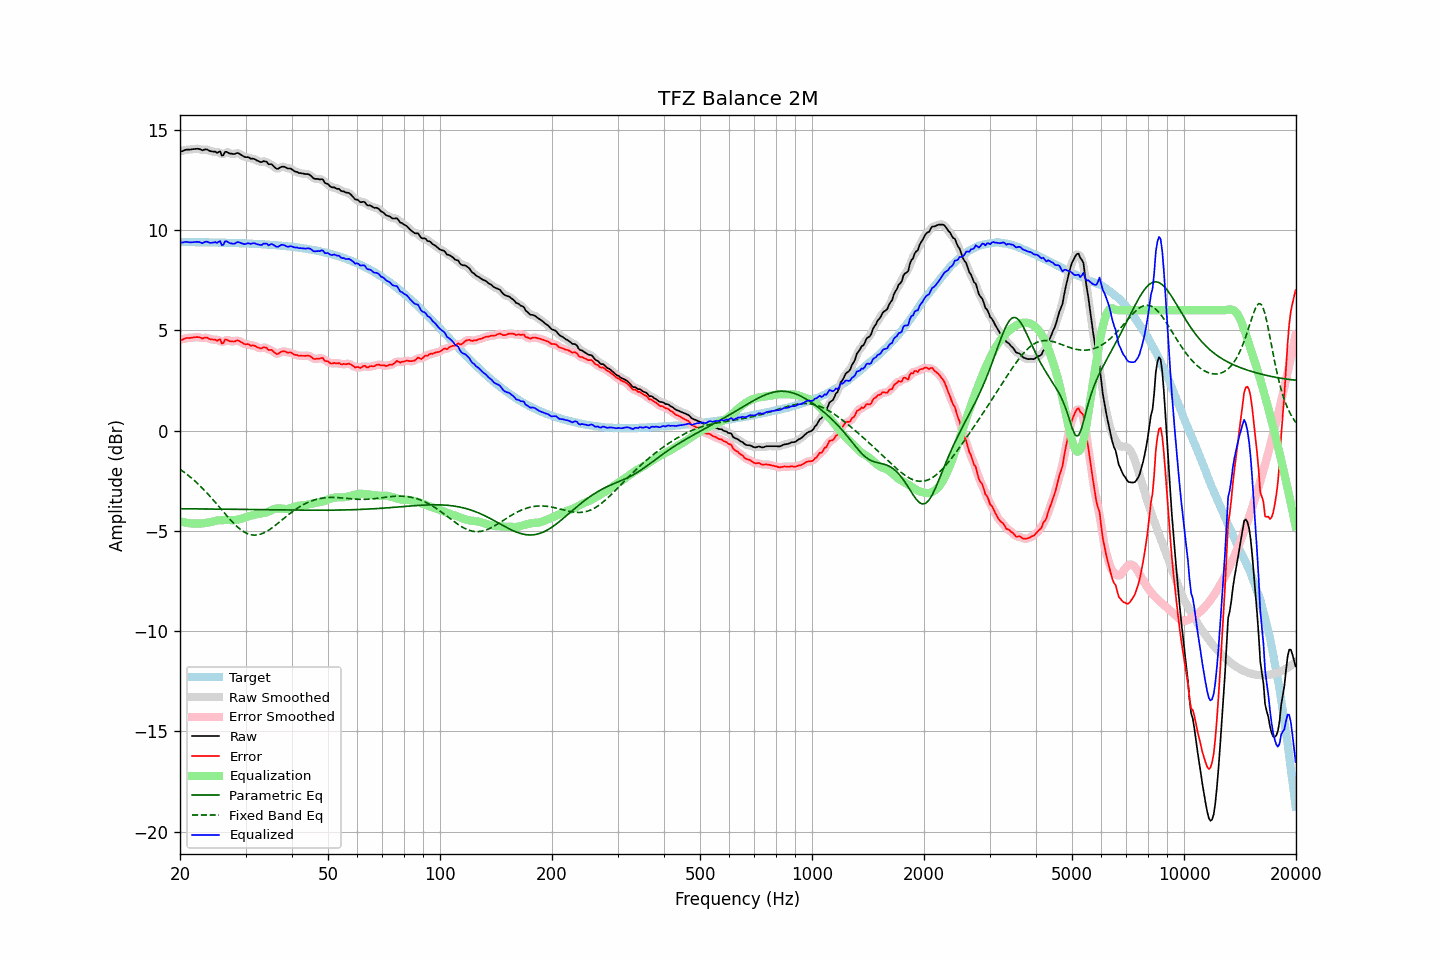 TFZ Balance 2M
Amplitude (dBr)
15
10
5
0
−5
−10
−15
−20
Target
Raw Smoothed
Error Smoothed
Raw
Error
Equalization
Parametric Eq
Fixed Band Eq
Equalized
20 50 100 200 500 1000 2000 5000 10000 20000
Frequency (Hz)